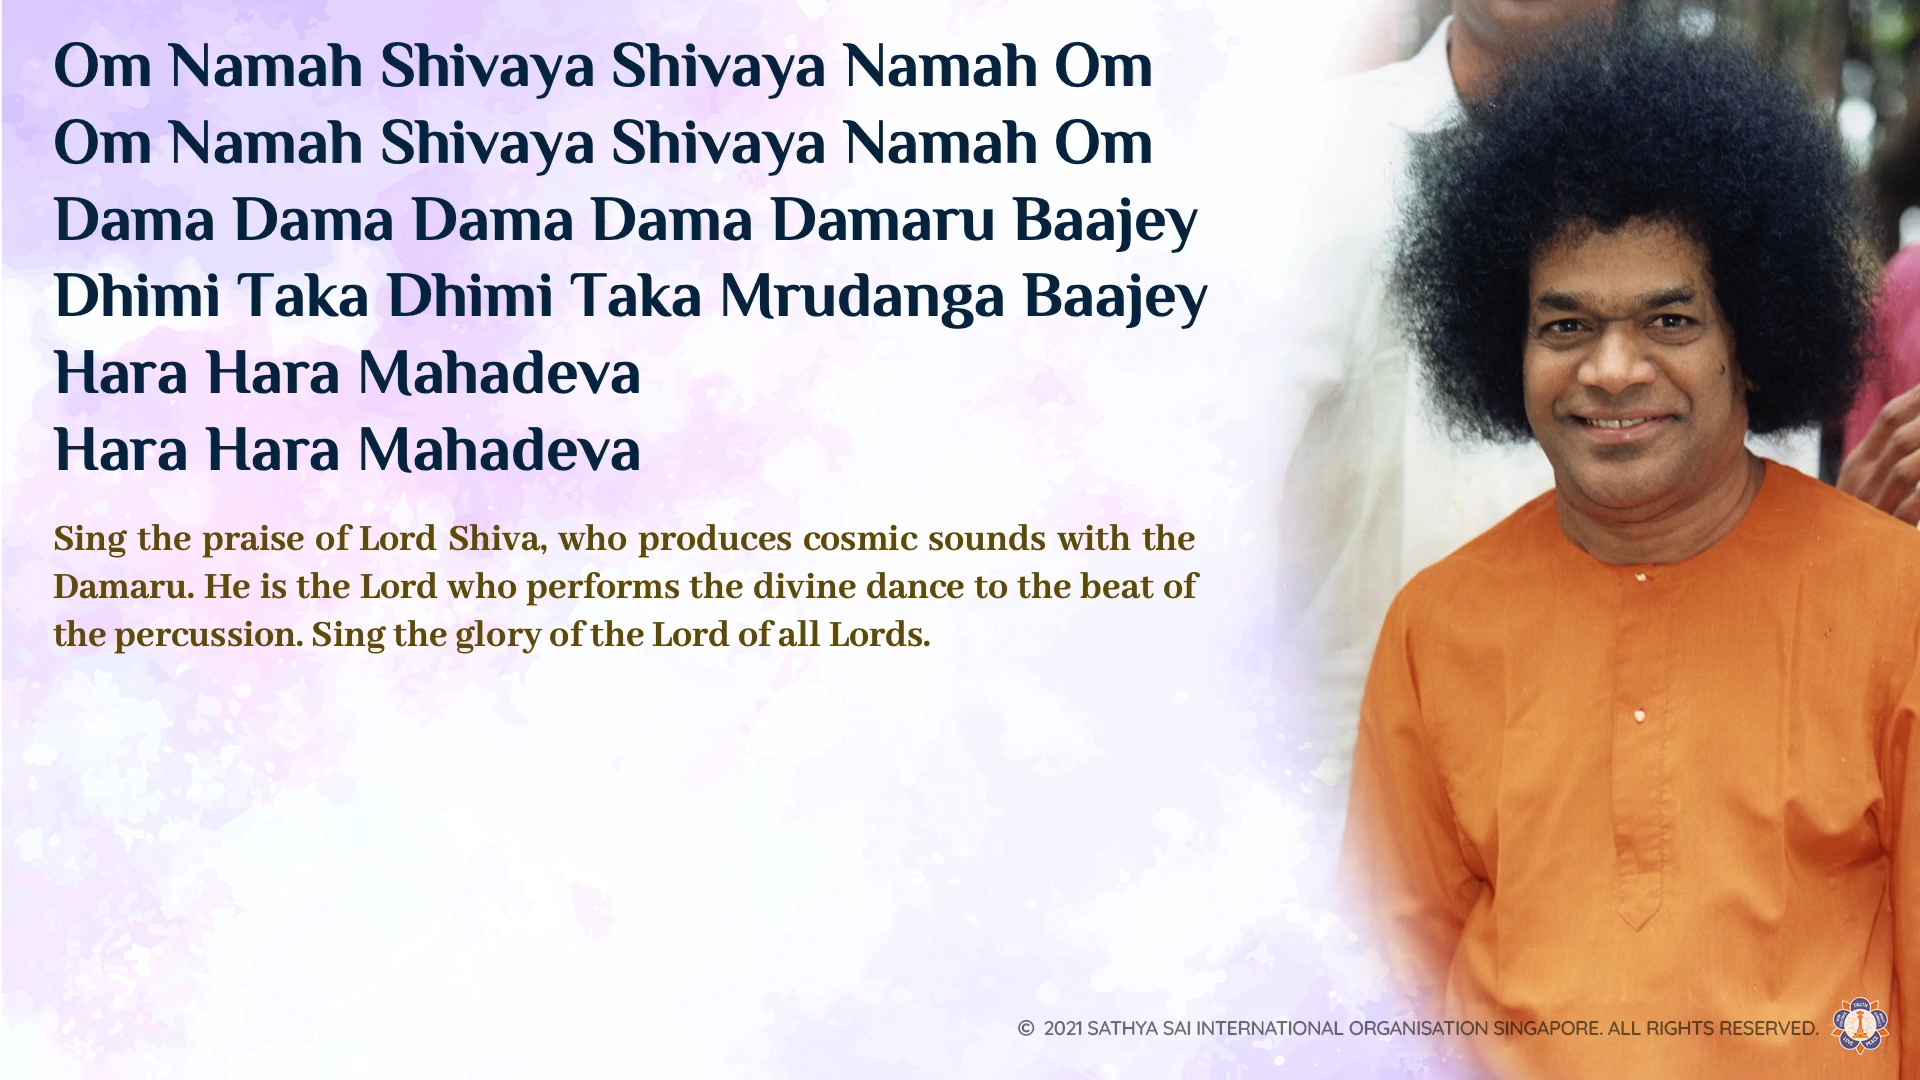 Om Namah Shivaya Shivaya Namah Om
Om Namah Shivaya Shivaya Namah Om
Dama Dama Dama Dama Damaru Baajey
Dhimi Taka Dhimi Taka Mrudanga Baajey
Hara Hara Mahadeva
Hara Hara Mahadeva
Sing the praise of Lord Shiva, who produces cosmic sounds with the
Damaru. He is the Lord who performs the divine dance to the beat of
the percussion. Sing the glory of the Lord of all Lords.
© 2021 SATHYA SAI INTERNATIONAL ORGANISATION SINGAPORE. ALL RIGHTS RESERVED.
TRUTH
LOVE
PEACE